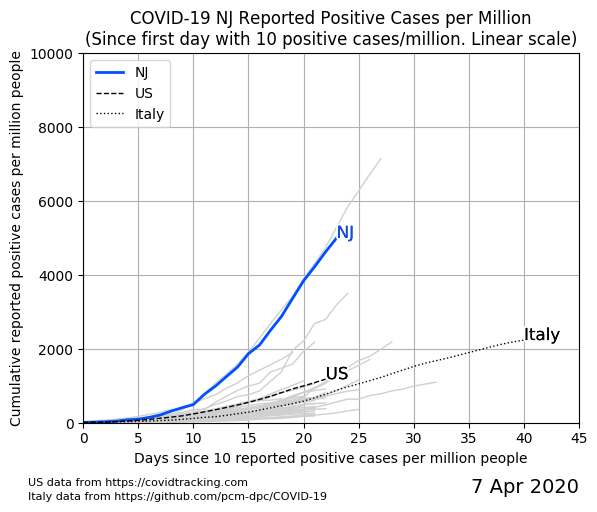 COVID-19 NJ Reported Positive Cases per Million
(Since first day with 10 positive cases/million. Linear scale)
Cumulative reported positive cases per million people
10000
8000
6000
4000
2000
0
NJ
US
Italy
NJ
US
Italy
0 5 10 15 20 25 30 35 40 45
Days since 10 reported positive cases per million people
US data from https://covidtracking.com
Italy data from https://github.com/pcm-dpc/COVID-19
7 Apr 2020